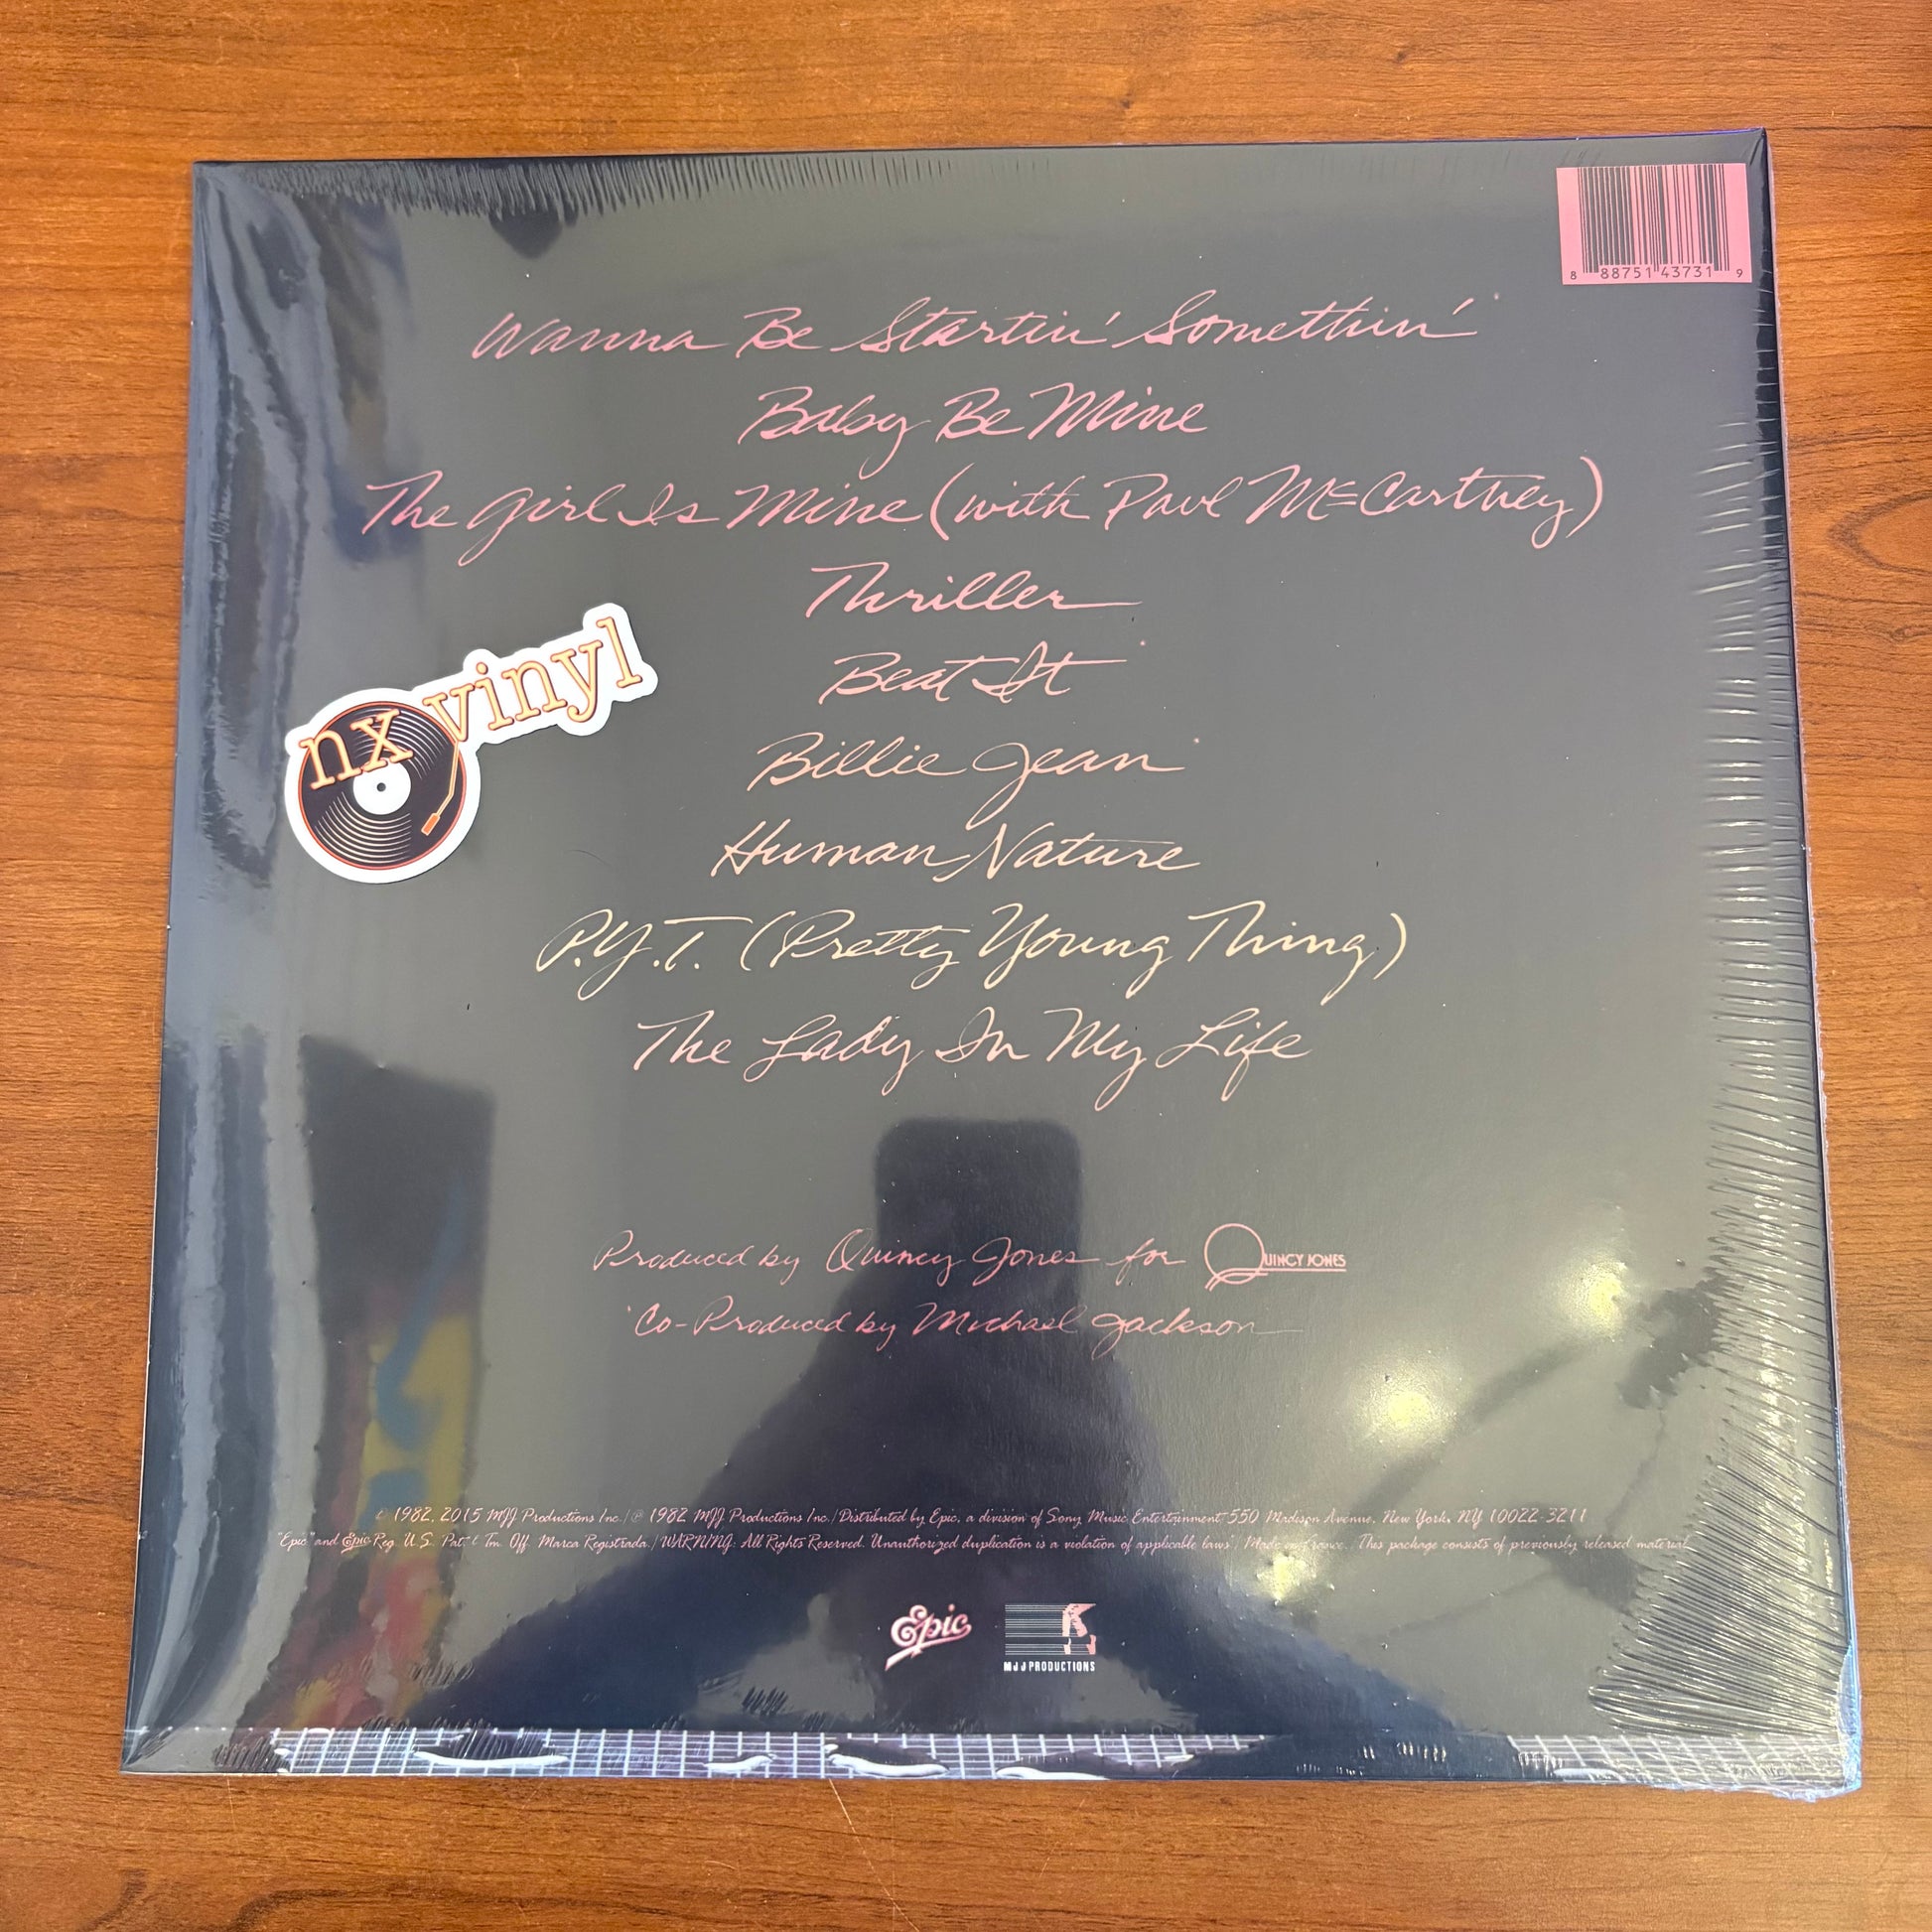 8 88751 43731 9
Wanna Be Startin' Somethin'
Baby Be Mine
The Girl Is Mine (with Paul McCartney)
Thriller
Beat It
nx vinyl
Billie Jean
Human Nature
P.Y.T. (Pretty Young Thing)
The Lady In My Life
Produced by Quincy Jones for QUINCY JONES
Co-Produced by Michael Jackson
© 1982, 2015 MJJ Productions Inc./℗ 1982 MJJ Productions Inc./Distributed by Epic, a division of Sony Music Entertainment/550 Madison Avenue, New York, NY 10022-3211
"Epic" and Epic Reg. U.S. Pat. & Tm. Off. Marca Registrada./WARNING: All Rights Reserved. Unauthorized duplication is a violation of applicable laws. Made in France. This package consists of previously released material.
Epic
MJJ PRODUCTIONS